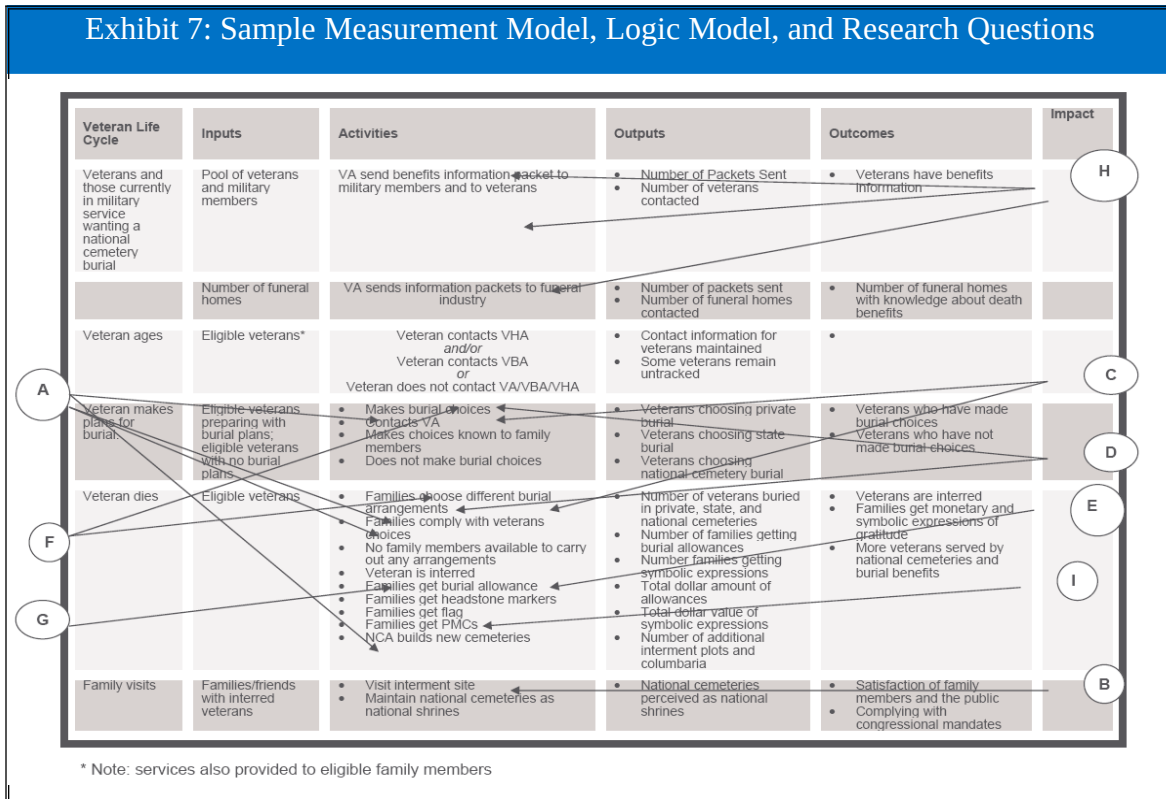 Exhibit 7: Sample Measurement Model, Logic Model, and Research Questions
Veteran Life
Cycle
Inputs
Activities
Outputs
Outcomes
Impact
Veterans and
those currently
in military
service
wanting a
national
cemetery
burial
Pool of veterans
and military
members
VA send benefits information packet to
military members and to veterans
• Number of Packets Sent
• Number of veterans
contacted
• Veterans have benefits
Information
H
Number of funeral
homes
VA sends information packets to funeral
industry
• Number of packets sent
• Number of funeral homes
contacted
• Number of funeral homes
with knowledge about death
benefits
Veteran ages
Eligible veterans*
Veteran contacts VHA
and/or
Veteran contacts VBA
or
Veteran does not contact VA/VBA/VHA
• Contact information for
veterans maintained
• Some veterans remain
untracked
•
A
C
Veteran makes
plans for
burial.
Eligible veterans
preparing with
burial plans;
eligible veterans
with no burial
plans
• Makes burial choices
• Contacts VA
• Makes choices known to family
members
• Does not make burial choices
• Veterans choosing private
burial
• Veterans choosing state
burial
• Veterans choosing
national cemetery burial
• Veterans who have made
burial choices
• Veterans who have not
made burial choices
D
Veteran dies
Eligible veterans
• Families choose different burial
arrangements
• Families comply with veterans
choices
• No family members available to carry
out any arrangements
• Veteran is interred
• Families get burial allowance
• Families get headstone markers
• Families get flag
• Families get PMCs
• NCA builds new cemeteries
• Number of veterans buried
in private, state, and
national cemeteries
• Number of families getting
burial allowances
• Number families getting
symbolic expressions
• Total dollar amount of
allowances
• Total dollar value of
symbolic expressions
• Number of additional
interment plots and
columbaria
• Veterans are interred
• Families get monetary and
symbolic expressions of
gratitude
• More veterans served by
national cemeteries and
burial benefits
E
F
I
G
Family visits
Families/friends
with interred
veterans
• Visit interment site
• Maintain national cemeteries as
national shrines
• National cemeteries
perceived as national
shrines
• Satisfaction of family
members and the public
• Complying with
congressional mandates
B
* Note: services also provided to eligible family members